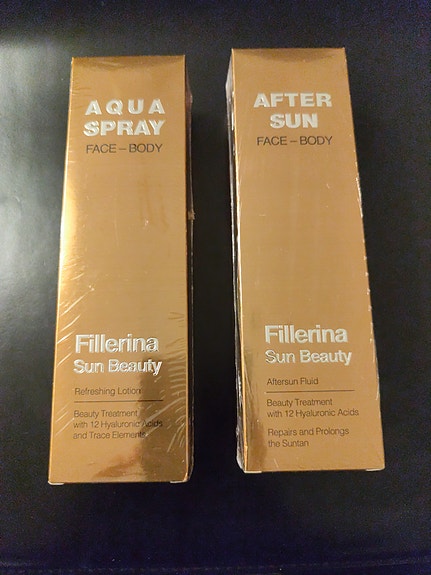 AQUA
SPRAY
FACE – BODY
Fillerina
Sun Beauty
Refreshing Lotion
Beauty Treatment
with 12 Hyaluronic Acids
and Trace Elements
AFTER
SUN
FACE – BODY
Fillerina
Sun Beauty
Aftersun Fluid
Beauty Treatment
with 12 Hyaluronic Acids
Repairs and Prolongs
the Suntan